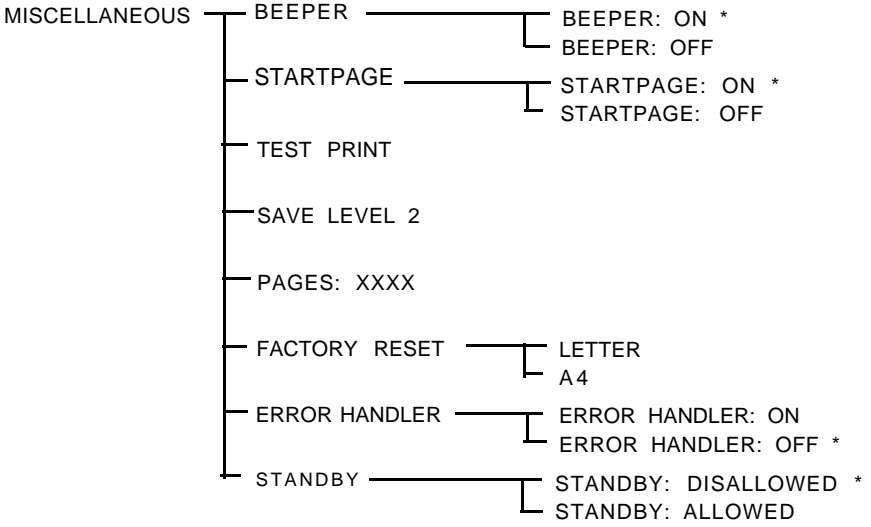 MISCELLANEOUS BEEPER BEEPER: ON *
BEEPER: OFF
STARTPAGE STARTPAGE: ON *
STARTPAGE: OFF
TEST PRINT
SAVE LEVEL 2
PAGES: XXXX
FACTORY RESET LETTER
A4
ERROR HANDLER ERROR HANDLER: ON
ERROR HANDLER: OFF *
STANDBY STANDBY: DISALLOWED *
STANDBY: ALLOWED